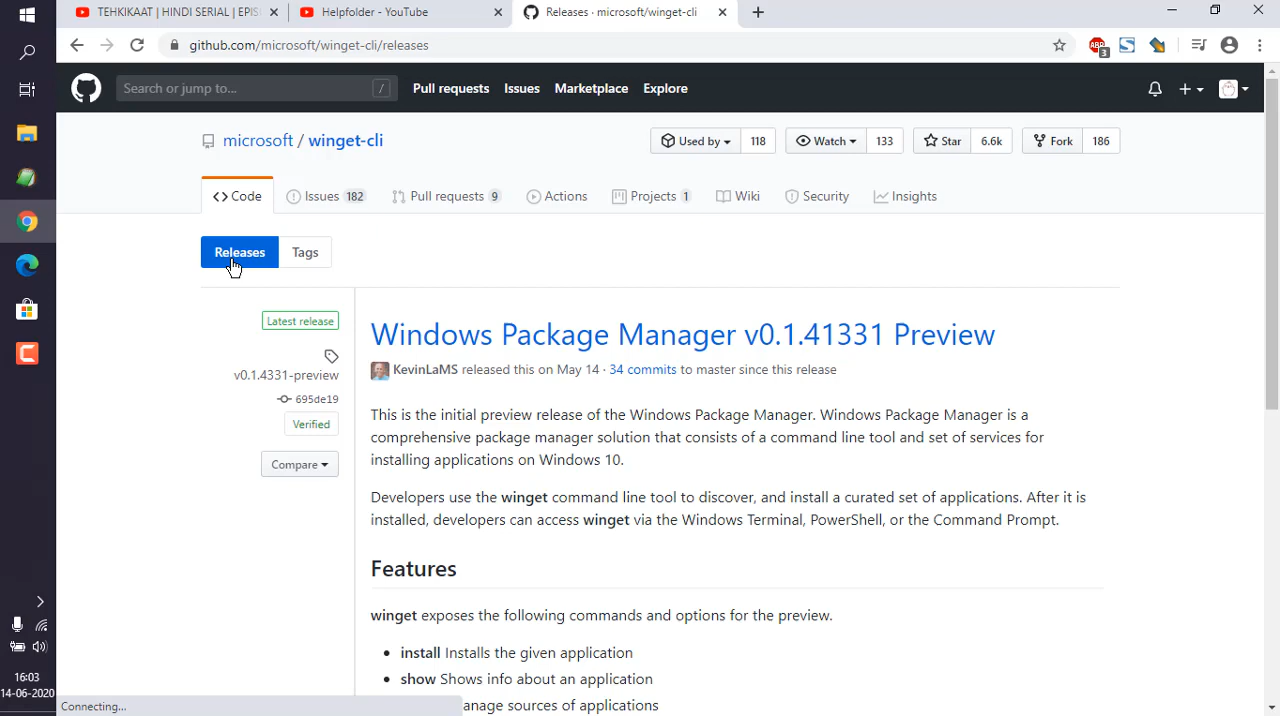 TEHKIKAAT | HINDI SERIAL | EPIS
Helpfolder - YouTube
Releases · microsoft/winget-cli
github.com/microsoft/winget-cli/releases
ABP
3
S
Search or jump to...
/
Pull requests
Issues
Marketplace
Explore
microsoft / winget-cli
Used by 118
Watch 133
Star 6.6k
Fork 186
<> Code
Issues 182
Pull requests 9
Actions
Projects 1
Wiki
Security
Insights
Releases
Tags
Latest release
v0.1.4331-preview
695de19
Verified
Compare
Windows Package Manager v0.1.41331 Preview
KevinLaMS released this on May 14 · 34 commits to master since this release
This is the initial preview release of the Windows Package Manager. Windows Package Manager is a
comprehensive package manager solution that consists of a command line tool and set of services for
installing applications on Windows 10.
Developers use the winget command line tool to discover, and install a curated set of applications. After it is
installed, developers can access winget via the Windows Terminal, PowerShell, or the Command Prompt.
Features
winget exposes the following commands and options for the preview.
• install Installs the given application
• show Shows info about an application
anage sources of applications
Connecting...
16:03
14-06-2020